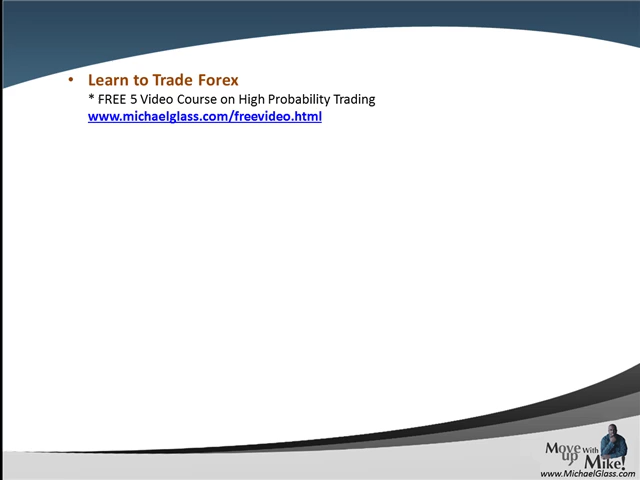 • Learn to Trade Forex
* FREE 5 Video Course on High Probability Trading
www.michaelglass.com/freevideo.html
Move up With Mike!
www.MichaelGlass.com